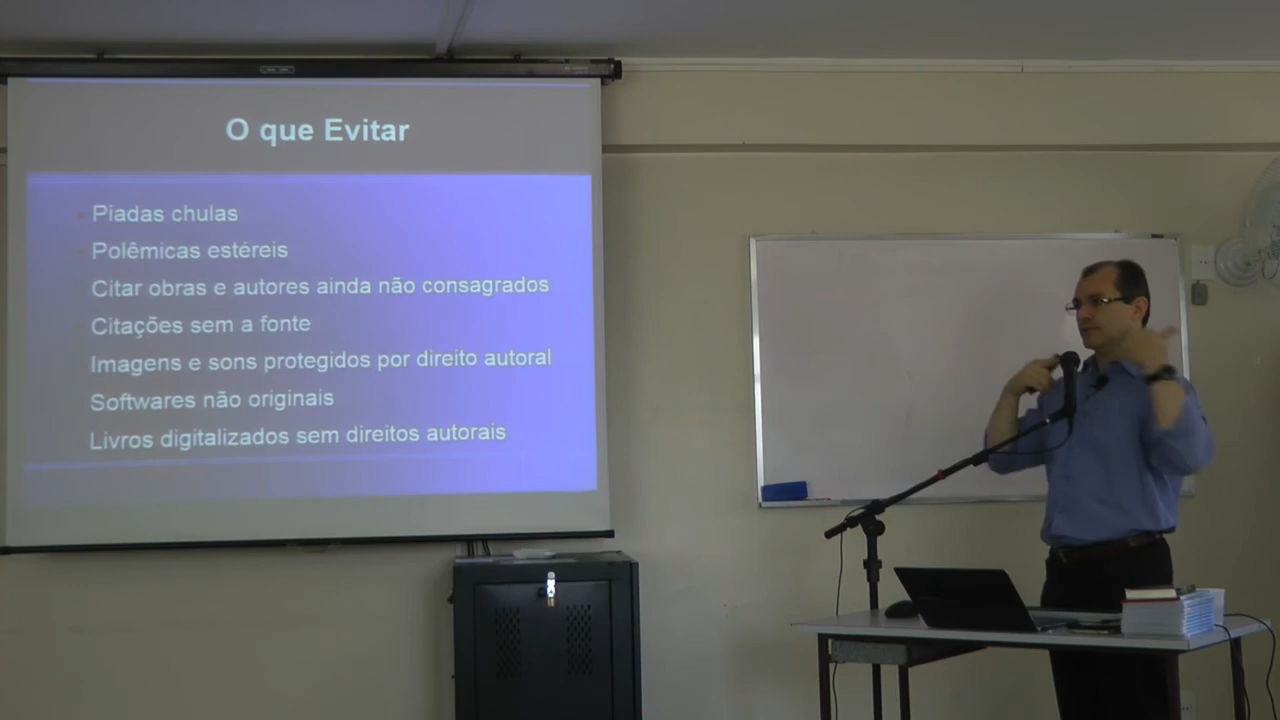 O que Evitar
Piadas chulas
Polêmicas estéreis
Citar obras e autores ainda não consagrados
Citações sem a fonte
Imagens e sons protegidos por direito autoral
Softwares não originais
Livros digitalizados sem direitos autorais